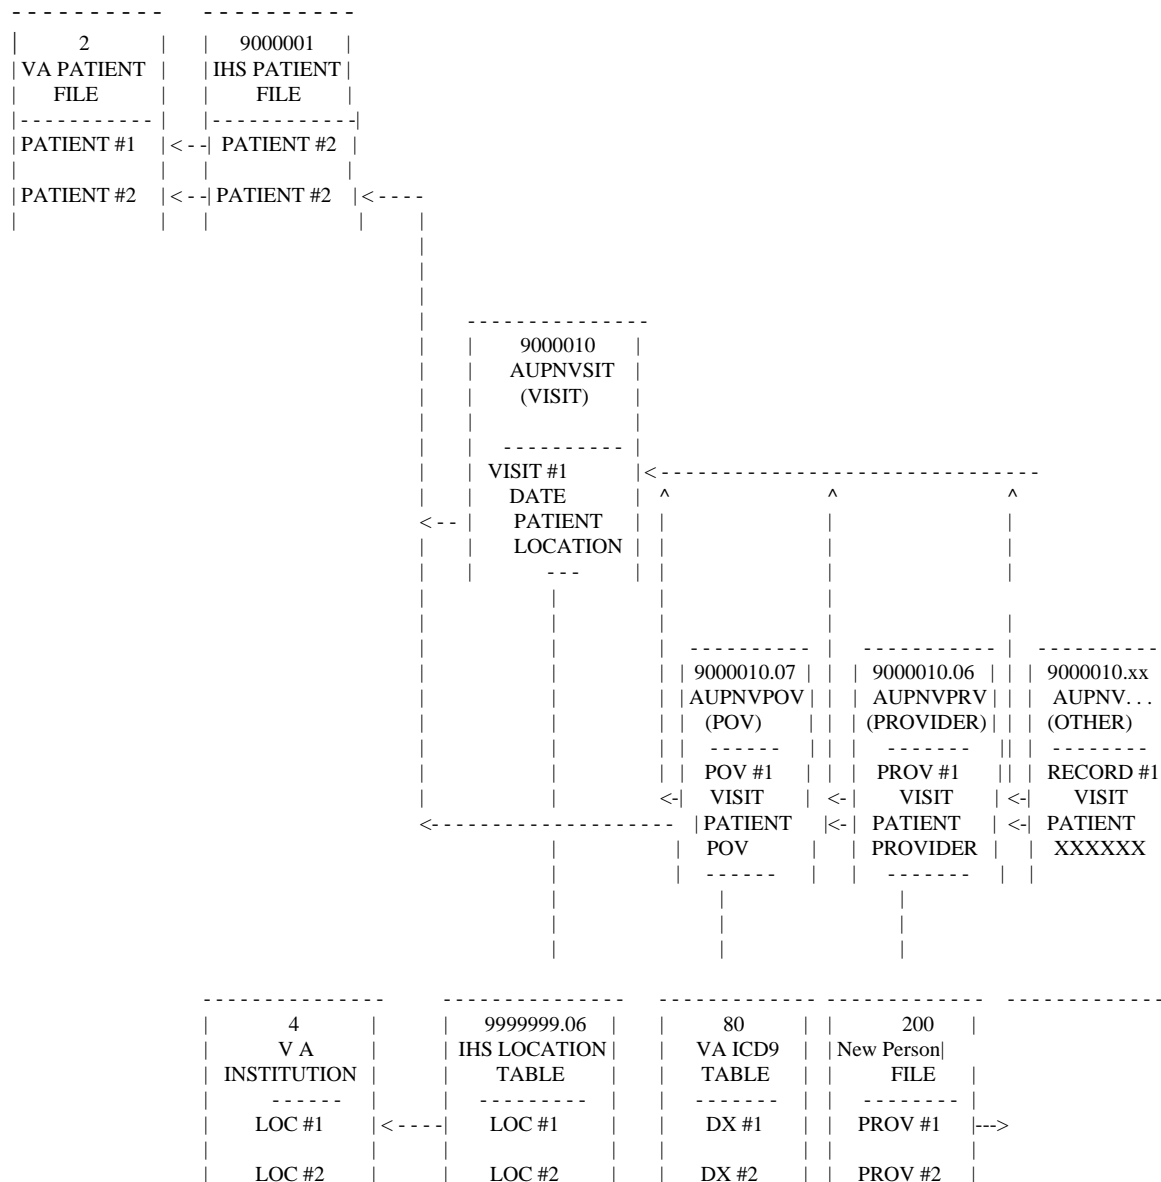 2 9000001
VA PATIENT IHS PATIENT
FILE FILE
PATIENT #1 <- - PATIENT #2
PATIENT #2 <- - PATIENT #2 <- - - -
9000010
AUPNVSIT
(VISIT)
VISIT #1
DATE
PATIENT
LOCATION
9000010.07 9000010.06 9000010.xx
AUPNVPOV AUPNVPRV AUPNV. . .
(POV) (PROVIDER) (OTHER)
POV #1 PROV #1 RECORD #1
VISIT VISIT VISIT
PATIENT PATIENT PATIENT
POV PROVIDER XXXXXX
4 9999999.06 80 200
V A IHS LOCATION VA ICD9 New Person
INSTITUTION TABLE TABLE FILE
LOC #1 LOC #1 DX #1 PROV #1
LOC #2 LOC #2 DX #2 PROV #2